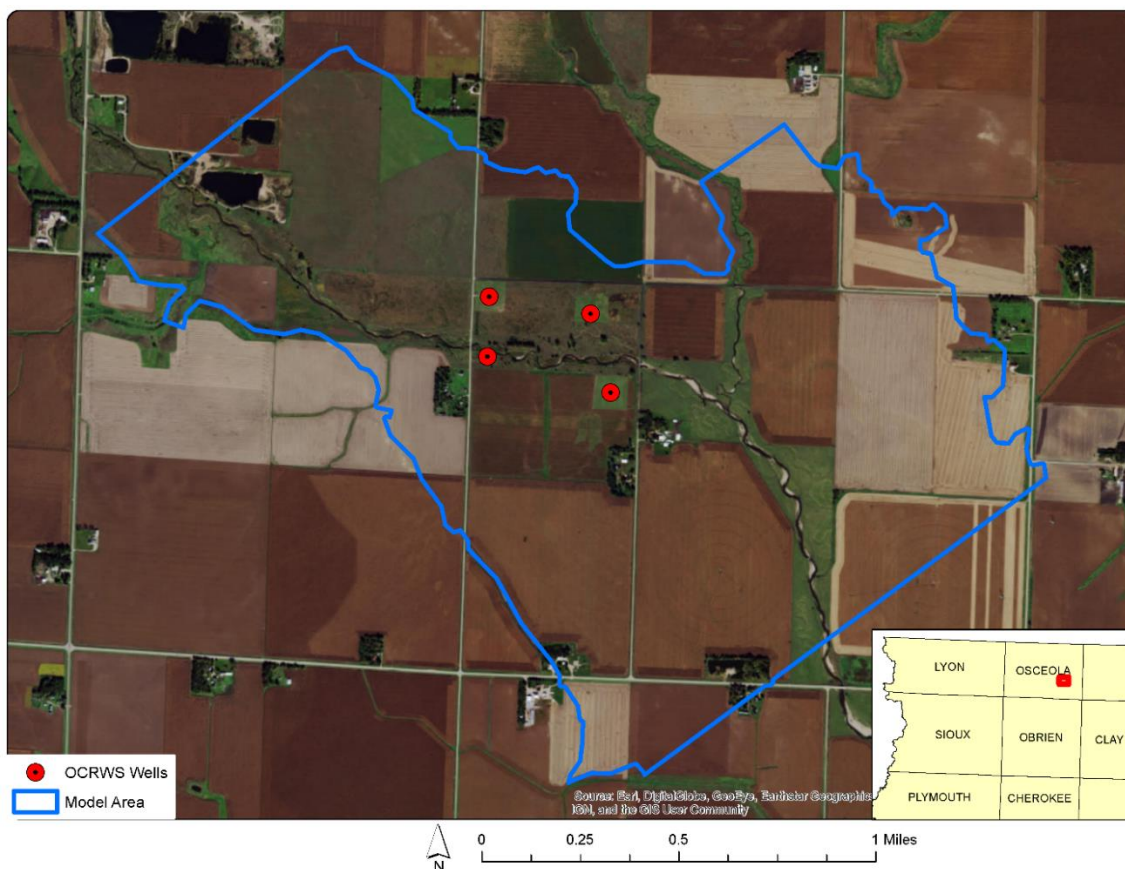 LYON
OSCEOLA
SIOUX
OBRIEN
CLAY
PLYMOUTH
CHEROKEE
OCRWS Wells
Model Area
Source: Esri, DigitalGlobe, GeoEye, Earthstar Geographics
IGN, and the GIS User Community
N
0 0.25 0.5 1 Miles